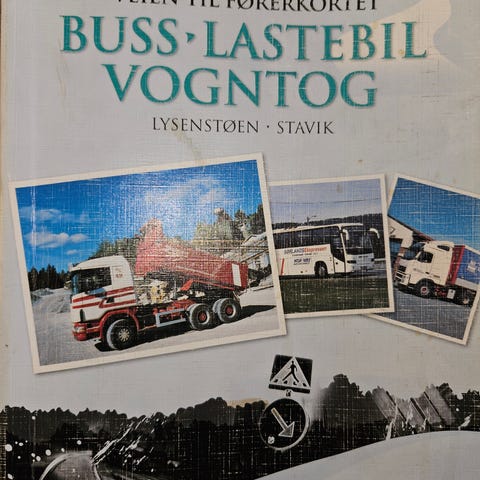 VEIEN TIL FØRERKORTET
BUSS · LASTEBIL
VOGNTOG
LYSENSTØEN · STAVIK